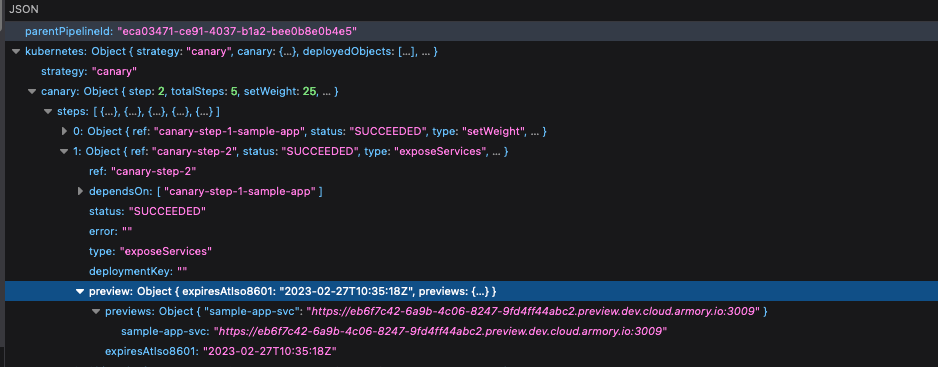 JSON
parentPipelineId: "eca03471-ce91-4037-b1a2-bee0b8e0b4e5"
kubernetes: Object { strategy: "canary", canary: {…}, deployedObjects: […], … }
strategy: "canary"
canary: Object { step: 2, totalSteps: 5, setWeight: 25, … }
steps: [ {…}, {…}, {…}, {…}, {…} ]
0: Object { ref: "canary-step-1-sample-app", status: "SUCCEEDED", type: "setWeight", … }
1: Object { ref: "canary-step-2", status: "SUCCEEDED", type: "exposeServices", … }
ref: "canary-step-2"
dependsOn: [ "canary-step-1-sample-app" ]
status: "SUCCEEDED"
error: ""
type: "exposeServices"
deploymentKey: ""
preview: Object { expiresAtIso8601: "2023-02-27T10:35:18Z", previews: {…} }
previews: Object { "sample-app-svc": "https://eb6f7c42-6a9b-4c06-8247-9fd4ff44abc2.preview.dev.cloud.armory.io:3009" }
sample-app-svc: "https://eb6f7c42-6a9b-4c06-8247-9fd4ff44abc2.preview.dev.cloud.armory.io:3009"
expiresAtIso8601: "2023-02-27T10:35:18Z"